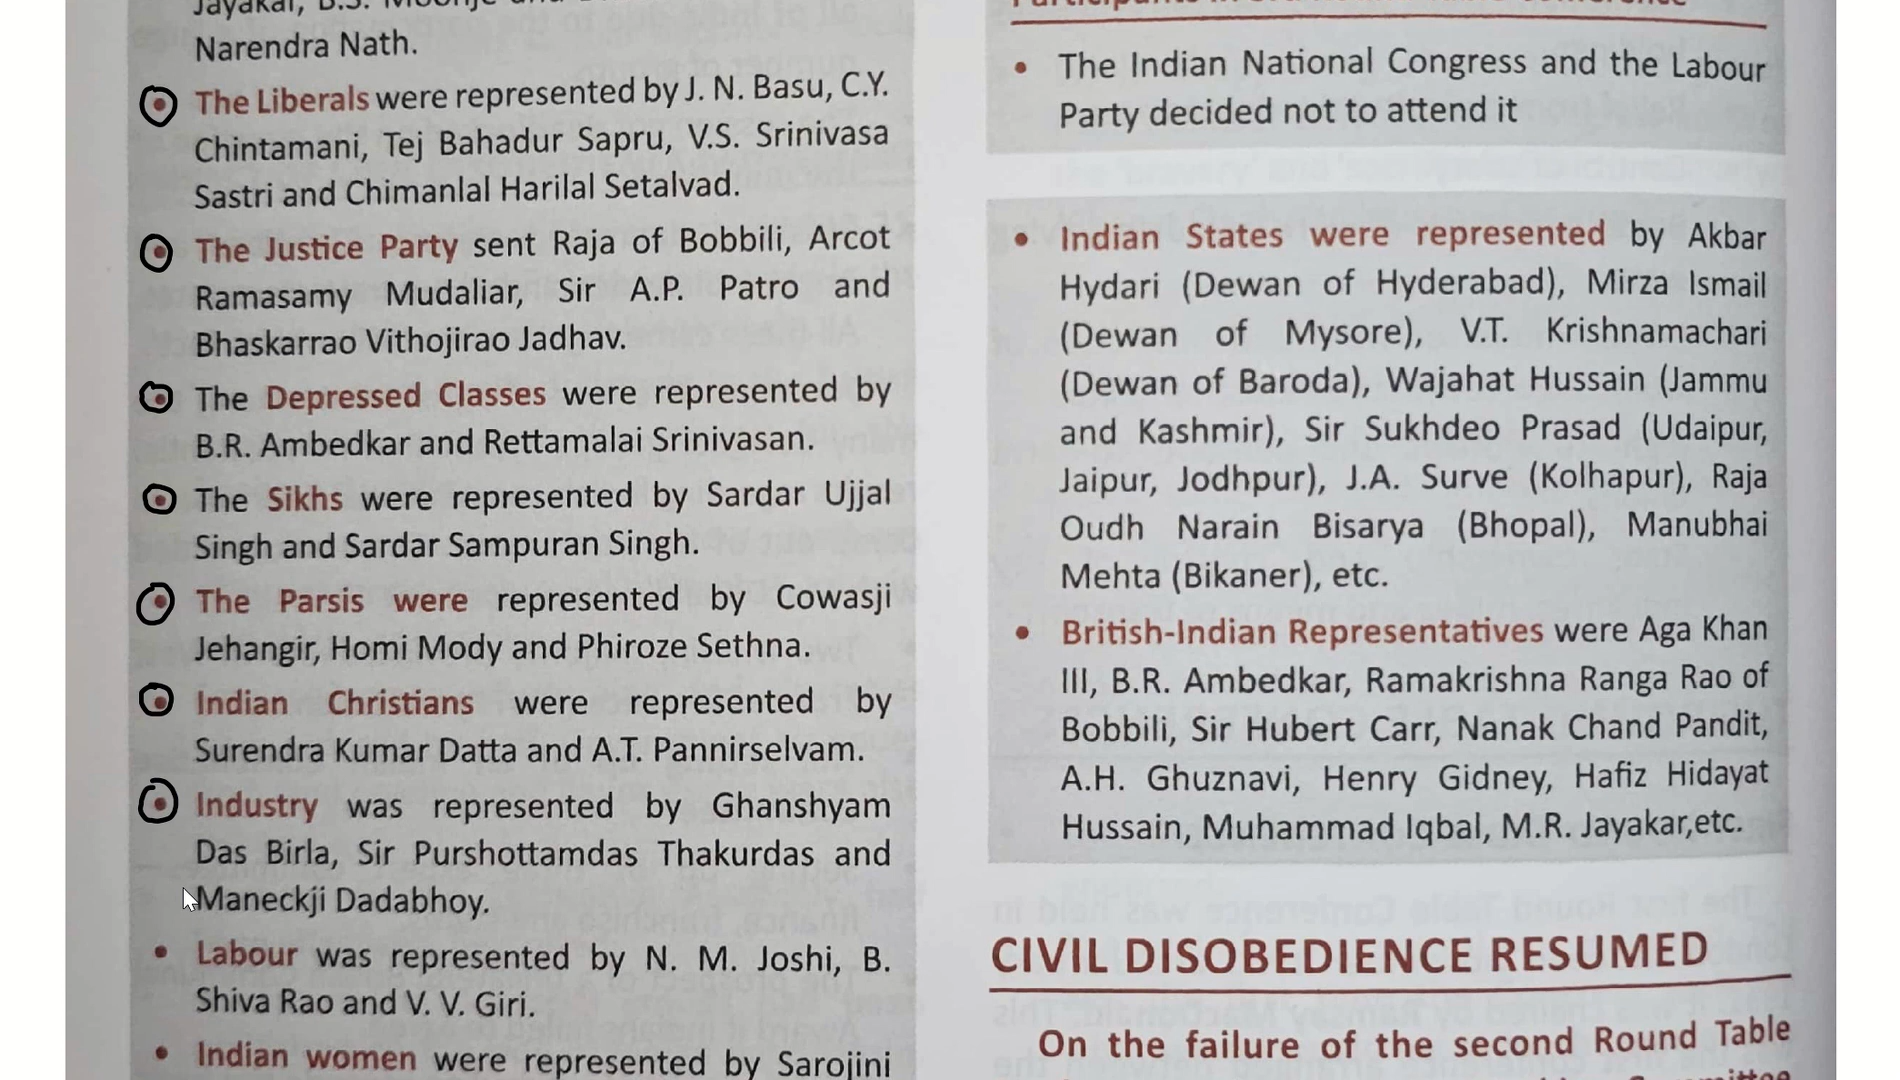 Narendra Nath.
The Liberals were represented by J. N. Basu, C.Y.
Chintamani, Tej Bahadur Sapru, V.S. Srinivasa
Sastri and Chimanlal Harilal Setalvad.
The Justice Party sent Raja of Bobbili, Arcot
Ramasamy Mudaliar, Sir A.P. Patro and
Bhaskarrao Vithojirao Jadhav.
The Depressed Classes were represented by
B.R. Ambedkar and Rettamalai Srinivasan.
The Sikhs were represented by Sardar Ujjal
Singh and Sardar Sampuran Singh.
The Parsis were represented by Cowasji
Jehangir, Homi Mody and Phiroze Sethna.
Indian Christians were represented by
Surendra Kumar Datta and A.T. Pannirselvam.
Industry was represented by Ghanshyam
Das Birla, Sir Purshottamdas Thakurdas and
Maneckji Dadabhoy.
Labour was represented by N. M. Joshi, B.
Shiva Rao and V. V. Giri.
Indian women were represented by Sarojini
The Indian National Congress and the Labour
Party decided not to attend it
Indian States were represented by Akbar
Hydari (Dewan of Hyderabad), Mirza Ismail
(Dewan of Mysore), V.T. Krishnamachari
(Dewan of Baroda), Wajahat Hussain (Jammu
and Kashmir), Sir Sukhdeo Prasad (Udaipur,
Jaipur, Jodhpur), J.A. Surve (Kolhapur), Raja
Oudh Narain Bisarya (Bhopal), Manubhai
Mehta (Bikaner), etc.
British-Indian Representatives were Aga Khan
III, B.R. Ambedkar, Ramakrishna Ranga Rao of
Bobbili, Sir Hubert Carr, Nanak Chand Pandit,
A.H. Ghuznavi, Henry Gidney, Hafiz Hidayat
Hussain, Muhammad Iqbal, M.R. Jayakar,etc.
CIVIL DISOBEDIENCE RESUMED
On the failure of the second Round Table